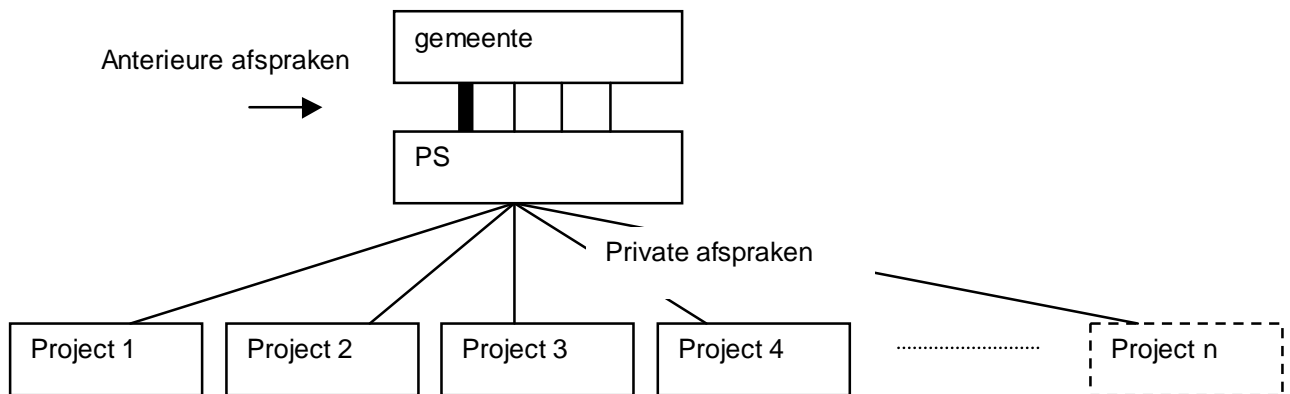 gemeente
Anterieure afspraken
PS
Private afspraken
Project 1
Project 2
Project 3
Project 4
Project n